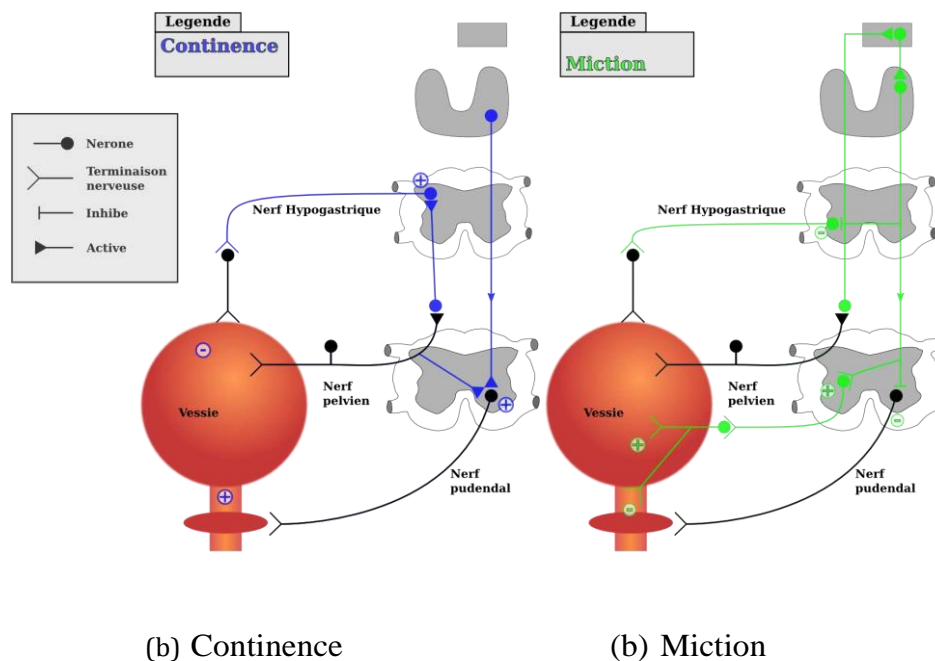 Legende
Continence
Legende
Miction
Nerone
Terminaison
nerveuse
Inhibe
Active
+
Nerf Hypogastrique
-
Vessie
Nerf
pelvien
+
Nerf
pudendal
+
Nerf Hypogastrique
-
Vessie
Nerf
pelvien
+
-
+
Nerf
pudendal
-
(b) Continence
(b) Miction